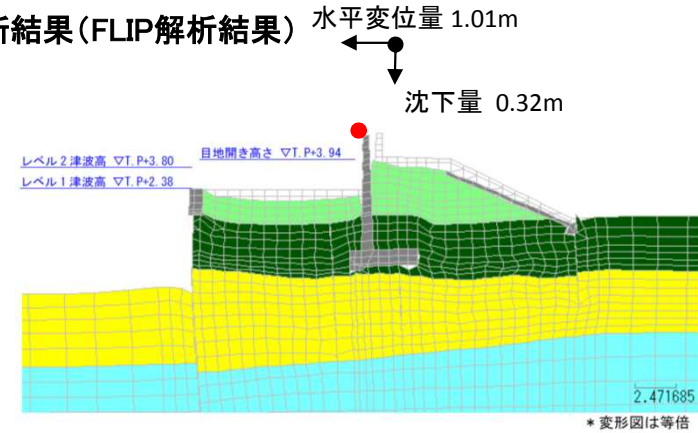 析結果(FLIP解析結果)
水平変位量 1.01m
沈下量 0.32m
レベル2津波高 ▽T.P+3.80
目地開き高さ ▽T.P+3.94
レベル1津波高 ▽T.P+2.38
2.471685
*変形図は等倍